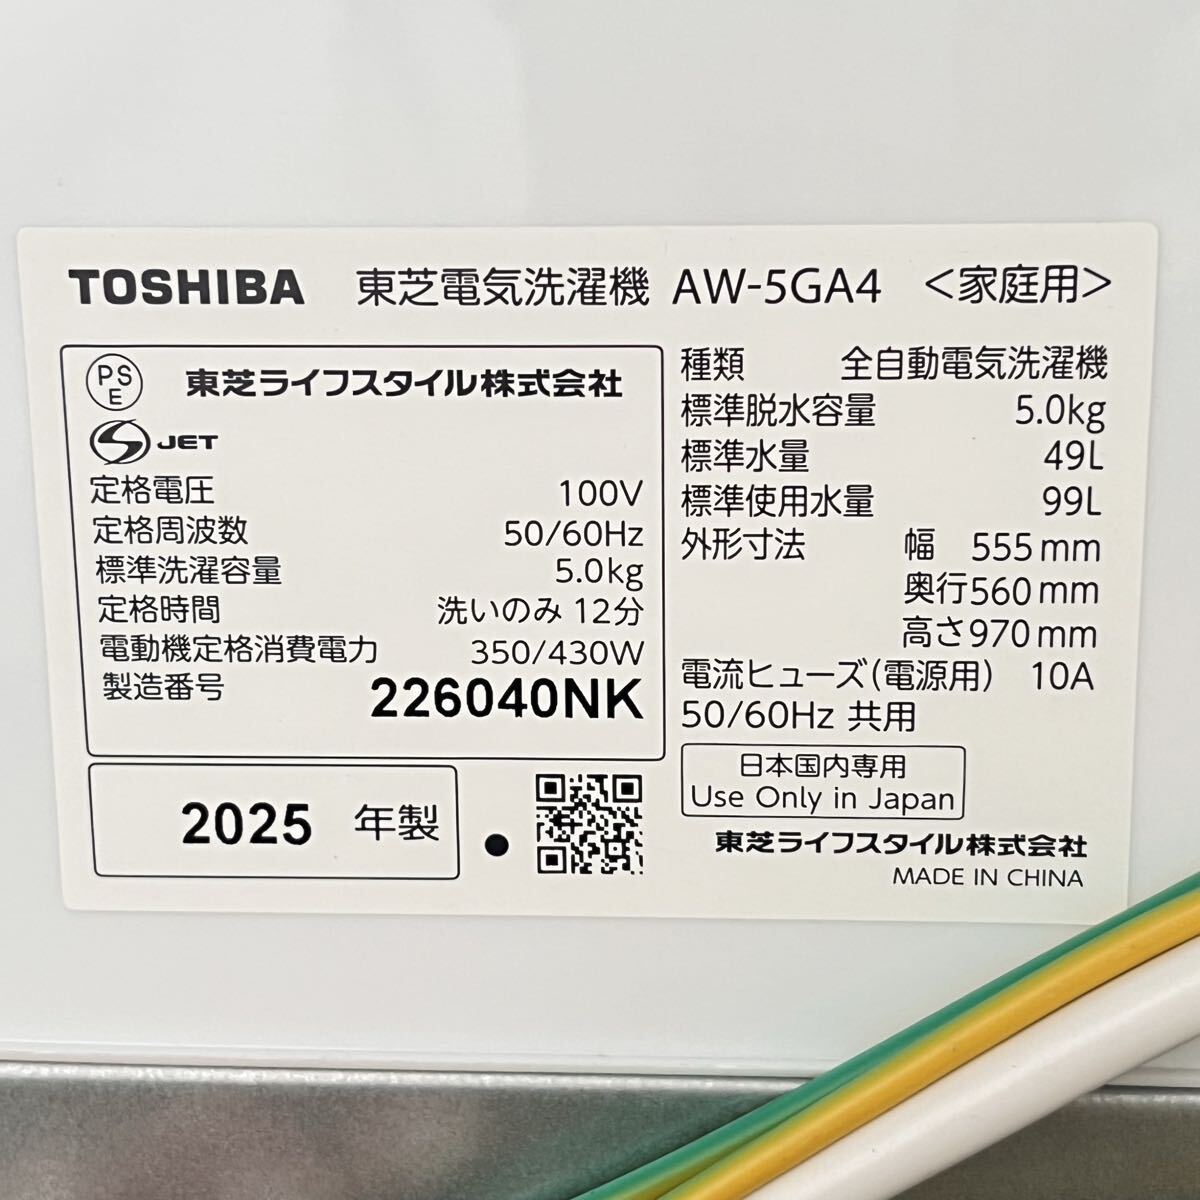 TOSHIBA 東芝電気洗濯機 AW-5GA4 <家庭用>
PSE 東芝ライフスタイル株式会社
S JET
定格電圧 100V
定格周波数 50/60Hz
標準洗濯容量 5.0kg
定格時間 洗いのみ 12分
電動機定格消費電力 350/430W
製造番号 226040NK
2025 年製
種類 全自動電気洗濯機
標準脱水容量 5.0kg
標準水量 49L
標準使用水量 99L
外形寸法 幅 555mm
奥行560mm
高さ970mm
電流ヒューズ(電源用) 10A
50/60Hz 共用
日本国内専用
Use Only in Japan
東芝ライフスタイル株式会社
MADE IN CHINA